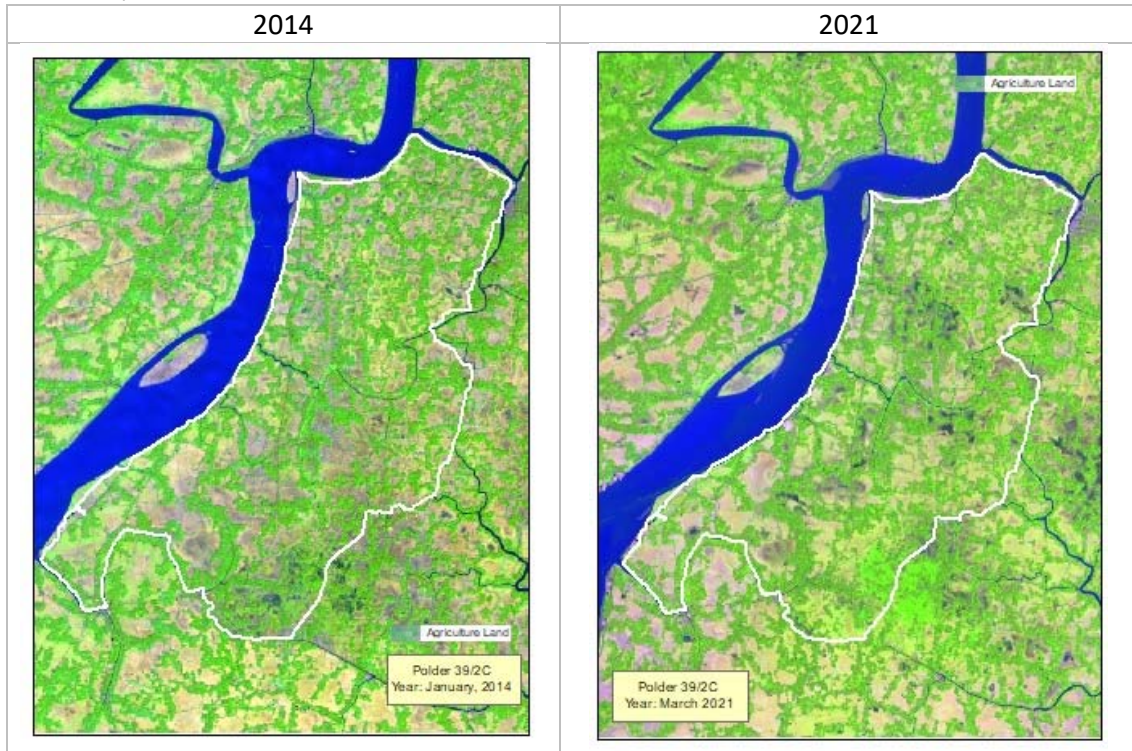 2014
2021
Agriculture Land
Polder 39/2C
Year: January, 2014
Agriculture Land
Polder 39/2C
Year: March 2021